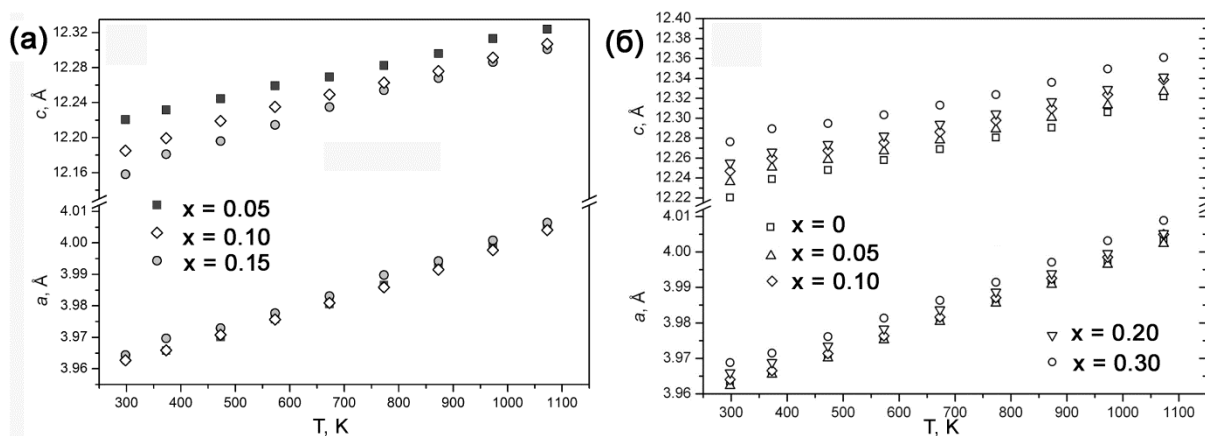 (а)
12.32
12.28
12.24
12.20
12.16
4.01
4.00
3.99
3.98
3.97
3.96
c, Å
a, Å
x = 0.05
x = 0.10
x = 0.15
300 400 500 600 700 800 900 1000 1100
T, K
(б)
12.40
12.38
12.36
12.34
12.32
12.30
12.28
12.26
12.24
12.22
4.01
4.00
3.99
3.98
3.97
3.96
c, Å
a, Å
x = 0
x = 0.05
x = 0.10
x = 0.20
x = 0.30
300 400 500 600 700 800 900 1000 1100
T, K